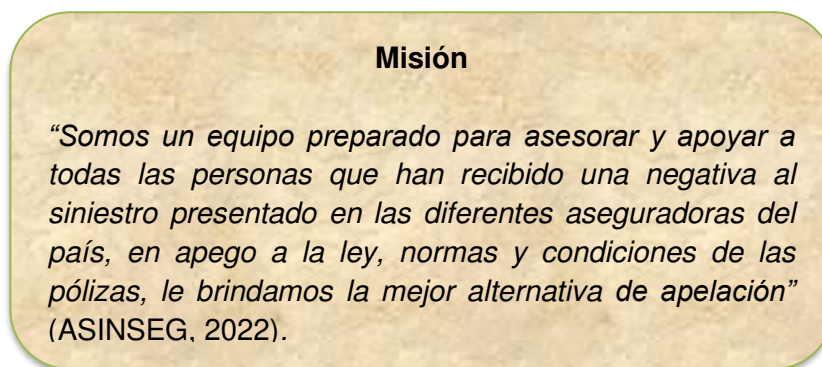 Misión
“Somos un equipo preparado para asesorar y apoyar a
todas las personas que han recibido una negativa al
siniestro presentado en las diferentes aseguradoras del
país, en apego a la ley, normas y condiciones de las
pólizas, le brindamos la mejor alternativa de apelación”
(ASINSEG, 2022).